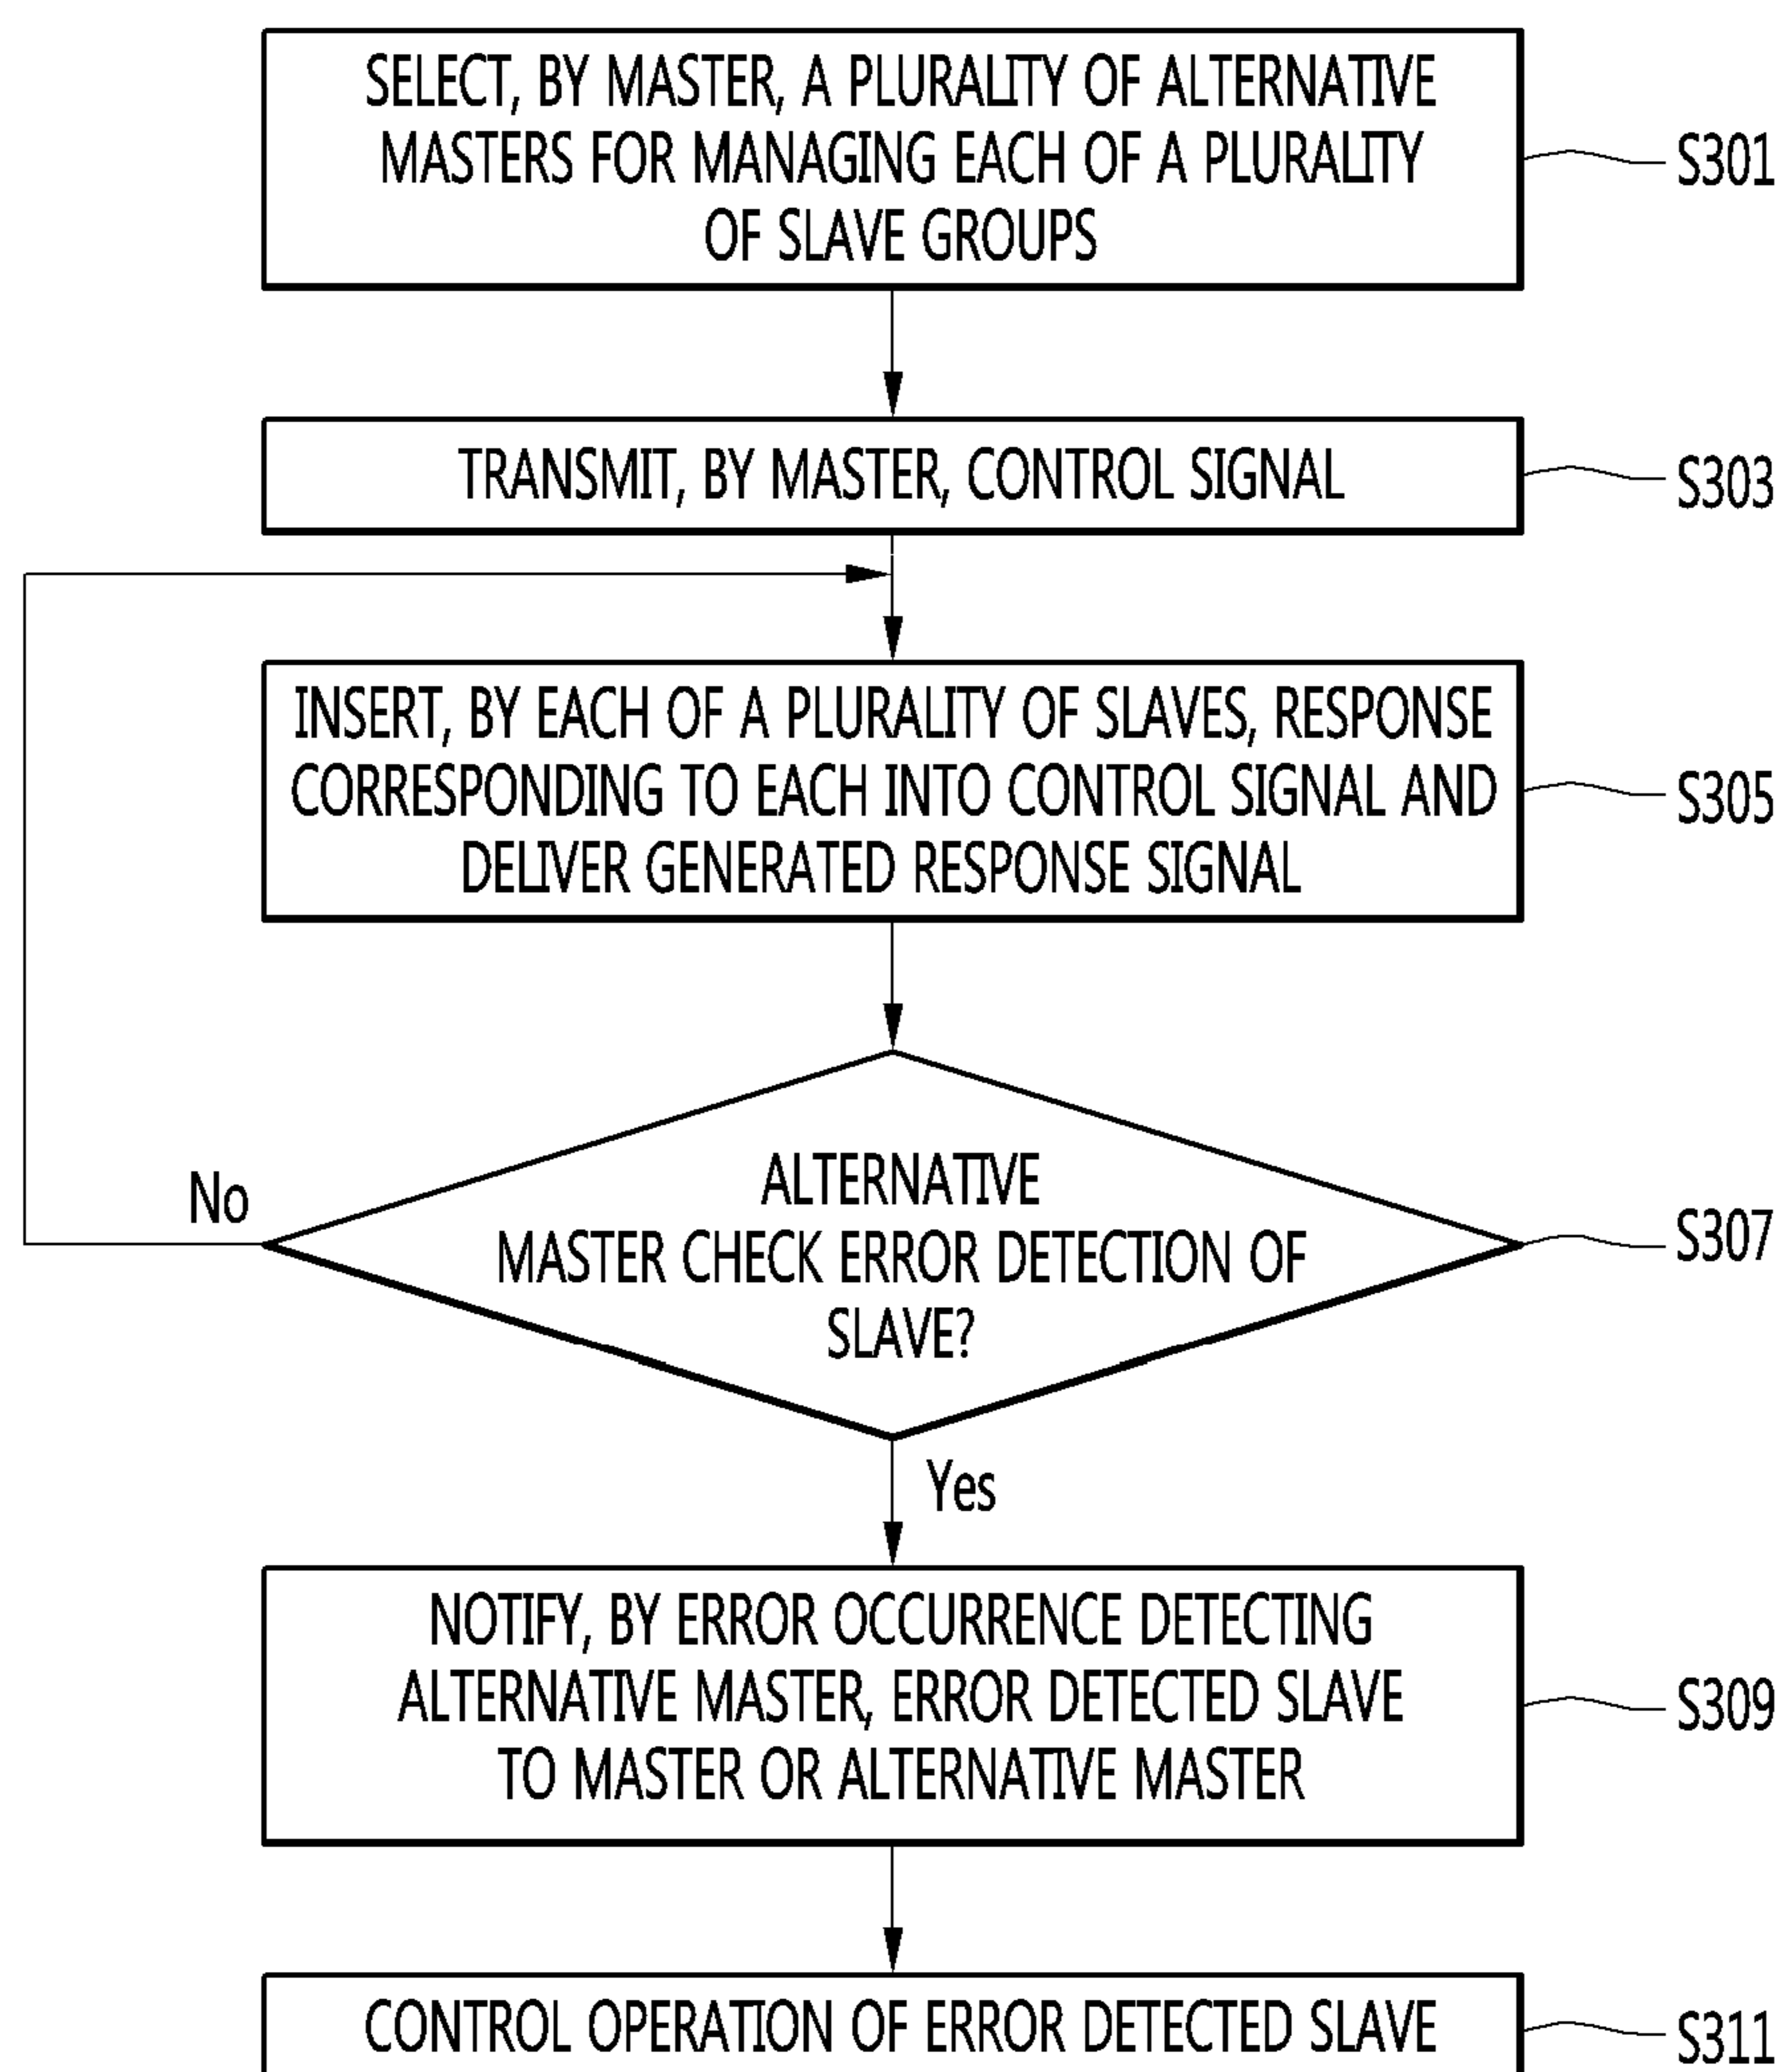 SELECT, BY MASTER, A PLURALITY OF ALTERNATIVE
MASTERS FOR MANAGING EACH OF A PLURALITY
OF SLAVE GROUPS
S301
TRANSMIT, BY MASTER, CONTROL SIGNAL
S303
INSERT, BY EACH OF A PLURALITY OF SLAVES, RESPONSE
CORRESPONDING TO EACH INTO CONTROL SIGNAL AND
DELIVER GENERATED RESPONSE SIGNAL
S305
No
ALTERNATIVE
MASTER CHECK ERROR DETECTION OF
SLAVE?
S307
Yes
NOTIFY, BY ERROR OCCURRENCE DETECTING
ALTERNATIVE MASTER, ERROR DETECTED SLAVE
TO MASTER OR ALTERNATIVE MASTER
S309
CONTROL OPERATION OF ERROR DETECTED SLAVE
S311